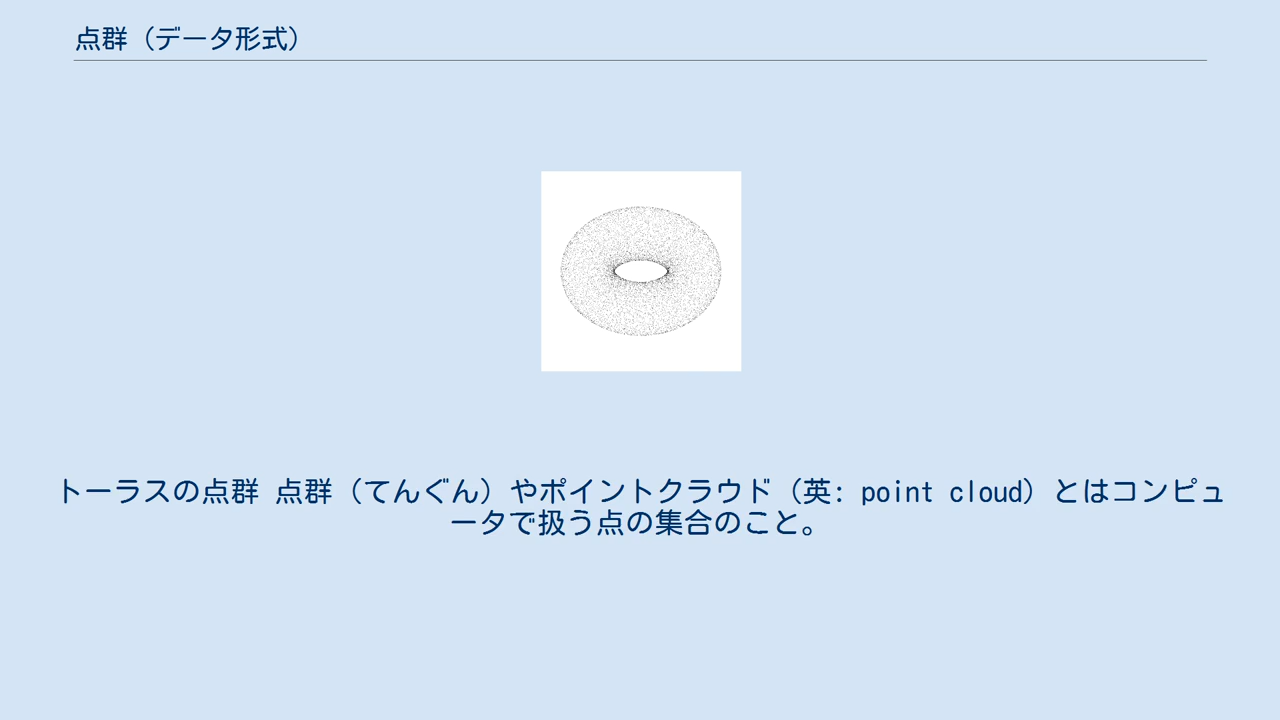 点群（データ形式）
トーラスの点群 点群（てんぐん）やポイントクラウド（英: point cloud）とはコンピュ
ータで扱う点の集合のこと。